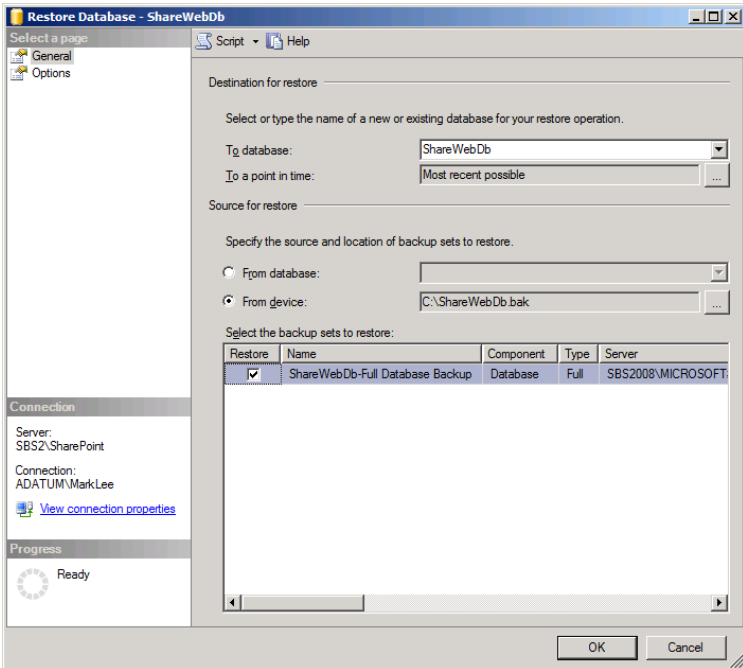 Restore Database - ShareWebDb
Select a page
General
Options
Script Help
Destination for restore
Select or type the name of a new or existing database for your restore operation.
To database: ShareWebDb
To a point in time: Most recent possible ...
Source for restore
Specify the source and location of backup sets to restore.
From database:
From device: C:\ShareWebDb.bak ...
Select the backup sets to restore:
Restore Name Component Type Server
ShareWebDb-Full Database Backup Database Full SBS2008\MICROSOFT
Connection
Server:
SBS2\SharePoint
Connection:
ADATUM\MarkLee
View connection properties
Progress
Ready
OK Cancel